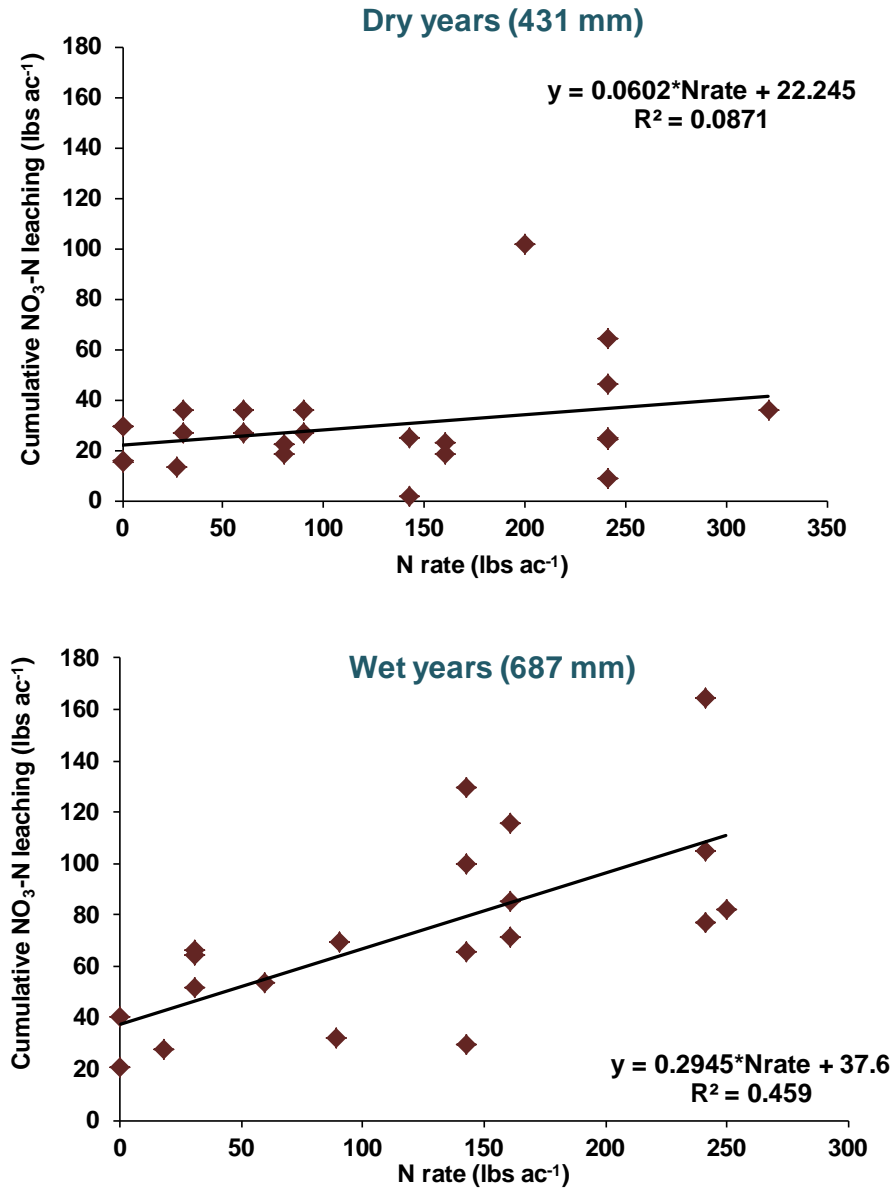 Dry years (431 mm)
y = 0.0602*Nrate + 22.245
R² = 0.0871
Cumulative NO₃-N leaching (lbs ac⁻¹)
180
160
140
120
100
80
60
40
20
0
0 50 100 150 200 250 300 350
N rate (lbs ac⁻¹)
Wet years (687 mm)
Cumulative NO₃-N leaching (lbs ac⁻¹)
180
160
140
120
100
80
60
40
20
0
y = 0.2945*Nrate + 37.6
R² = 0.459
0 50 100 150 200 250 300
N rate (lbs ac⁻¹)